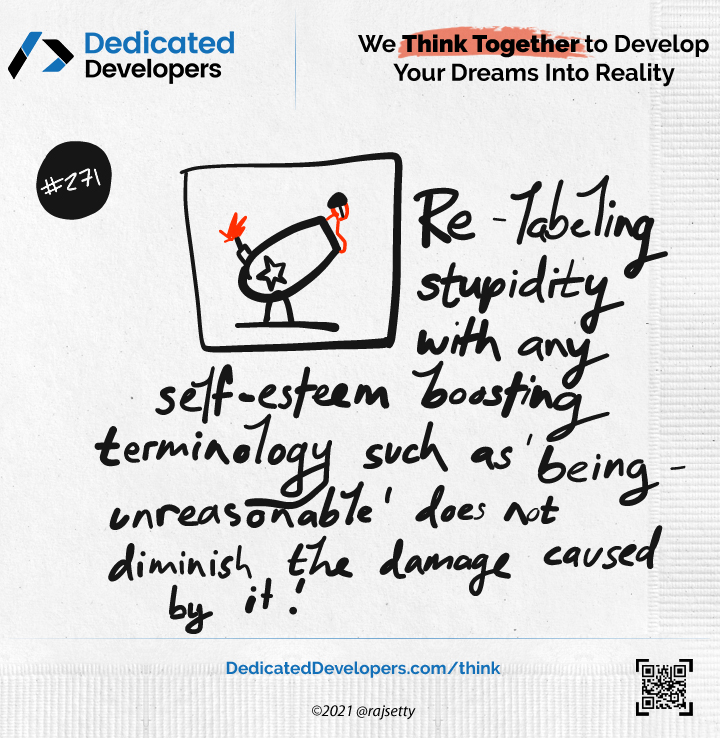 Dedicated
Developers
We Think Together to Develop
Your Dreams Into Reality
#271
Re-labeling
stupidity
with any
self-esteem boosting
terminology such as 'being-
unreasonable' does not
diminish the damage caused
by it!
DedicatedDevelopers.com/think
©2021 @rajsetty